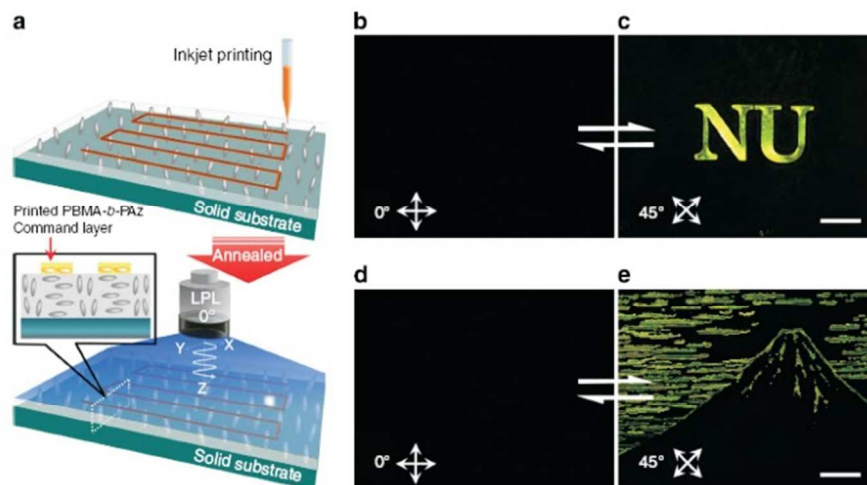 a
Inkjet printing
Solid substrate
Printed PBMA-b-PAz
Command layer
Annealed
LPL
0°
Y X
Z
Solid substrate
b
0°
c
NU
45°
d
0°
e
45°